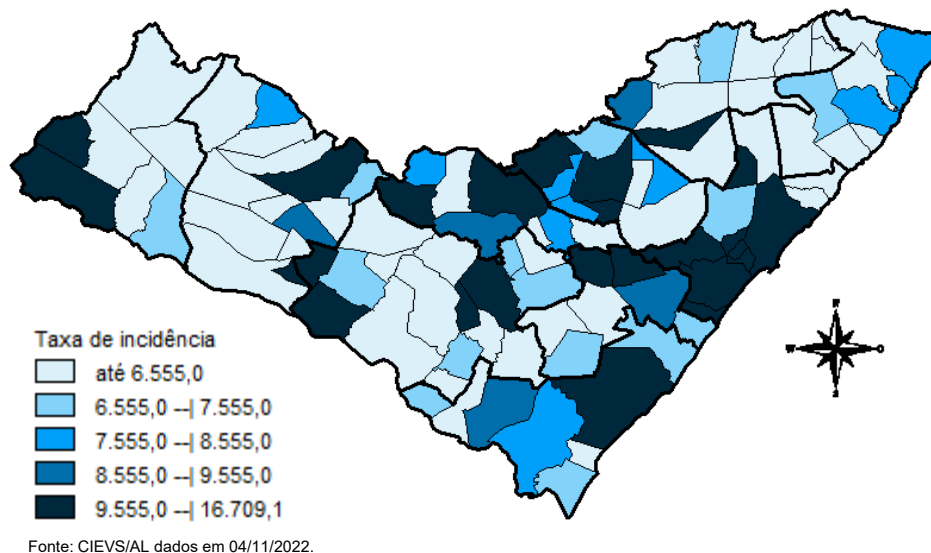 Taxa de incidência
até 6.555,0
6.555,0 --| 7.555,0
7.555,0 --| 8.555,0
8.555,0 --| 9.555,0
9.555,0 --| 16.709,1
Fonte: CIEVS/AL dados em 04/11/2022.
W